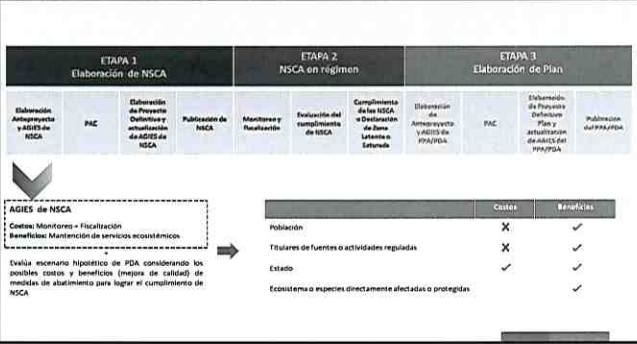 ETAPA 1
Elaboración de NSCA
ETAPA 2
NSCA en régimen
ETAPA 3
Elaboración de Plan
Elaboración
Anteproyecto
y AGIES de
NSCA
PAC
Elaboración
de Proyecto
Definitivo y
actualización
de AGIES de
NSCA
Publicación de
NSCA
Monitoreo y
fiscalización
Evaluación del
cumplimiento
de NSCA
Cumplimiento
de las NSCA
o Declaración
de Zona
Latente o
Saturada
Elaboración
de
Anteproyecto
y AGIES de
PPA/PDA
PAC
Elaboración
de Proyecto
Definitivo
Plan y
actualización
de AGIES del
PPA/PDA
Publicación
del PPA/PDA
AGIES de NSCA
Costos: Monitoreo + Fiscalización
Beneficios: Mantención de servicios ecosistémicos
+
Evalúa escenario hipotético de PDA considerando los
posibles costos y beneficios (mejora de calidad) de
medidas de abatimiento para lograr el cumplimiento de
NSCA
Costos Beneficios
Población X ✓
Titulares de fuentes o actividades reguladas X ✓
Estado ✓ ✓
Ecosistema o especies directamente afectadas o protegidas ✓